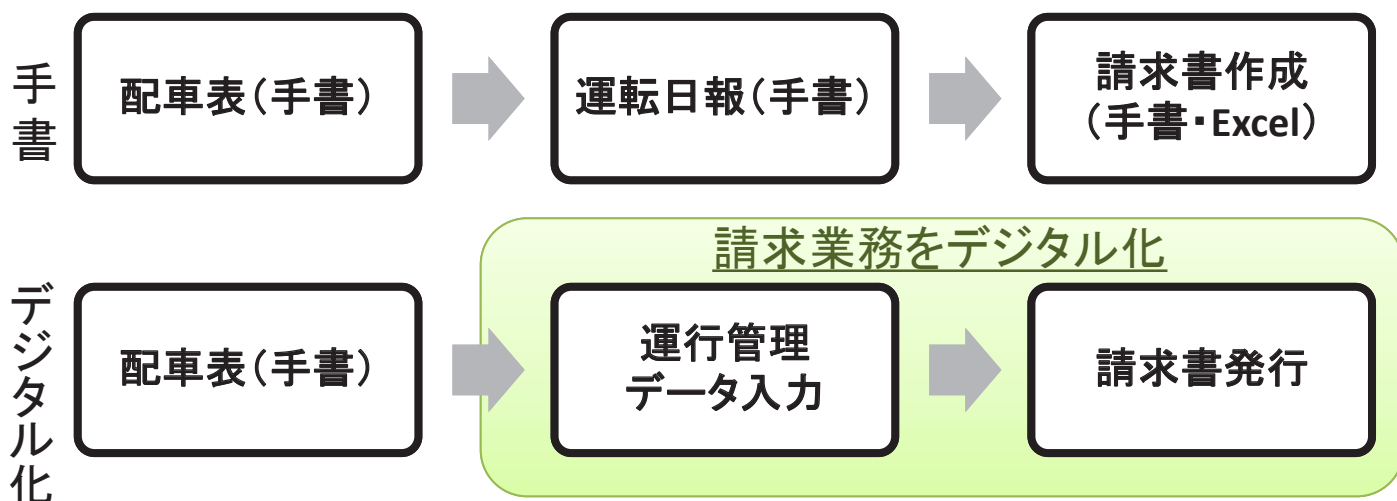 手書
配車表(手書)
運転日報(手書)
請求書作成
(手書・Excel)
請求業務をデジタル化
デジタル化
配車表(手書)
運行管理
データ入力
請求書発行